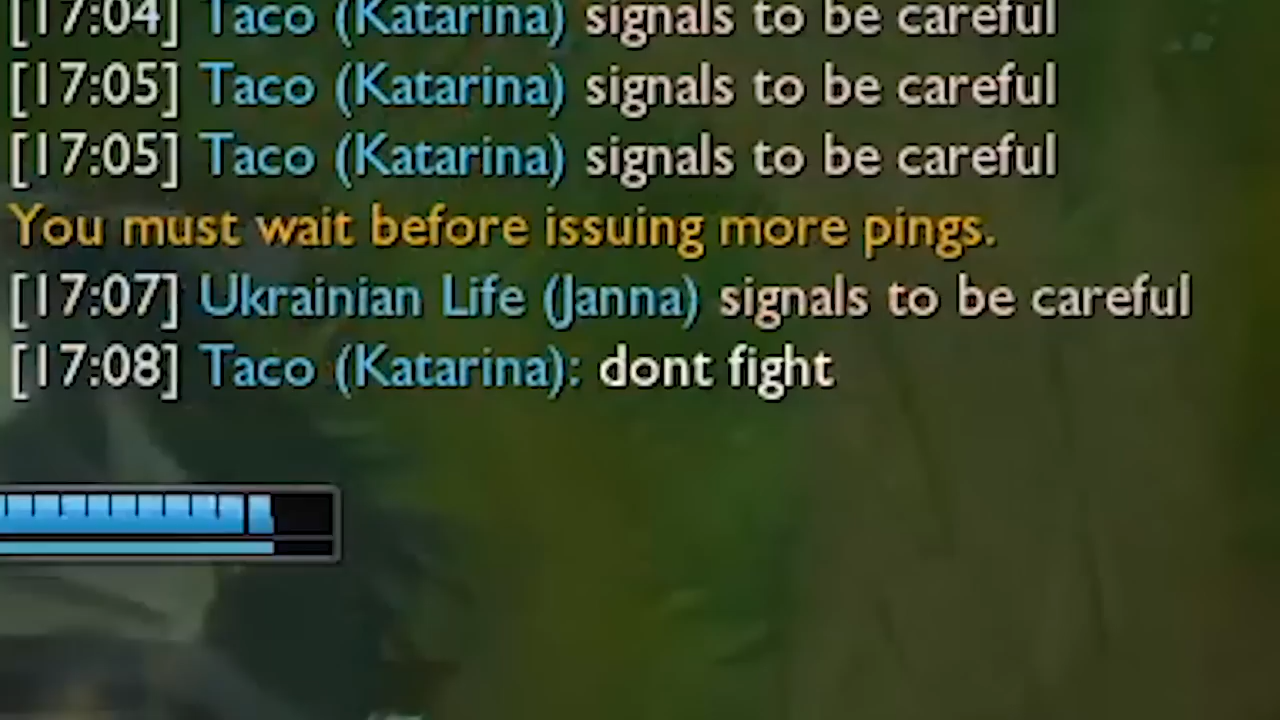 [17:04] Taco (Katarina) signals to be careful
[17:05] Taco (Katarina) signals to be careful
[17:05] Taco (Katarina) signals to be careful
You must wait before issuing more pings.
[17:07] Ukrainian Life (Janna) signals to be careful
[17:08] Taco (Katarina): dont fight